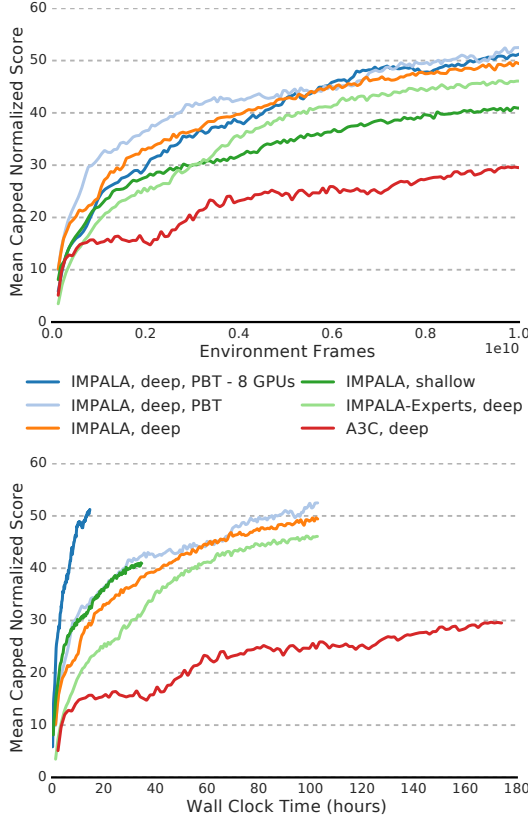 60
50
40
30
20
10
0
Mean Capped Normalized Score
0.0 0.2 0.4 0.6 0.8 1.0
1e10
Environment Frames
IMPALA, deep, PBT - 8 GPUs
IMPALA, deep, PBT
IMPALA, deep
IMPALA, shallow
IMPALA-Experts, deep
A3C, deep
60
50
40
30
20
10
0
Mean Capped Normalized Score
0 20 40 60 80 100 120 140 160 180
Wall Clock Time (hours)